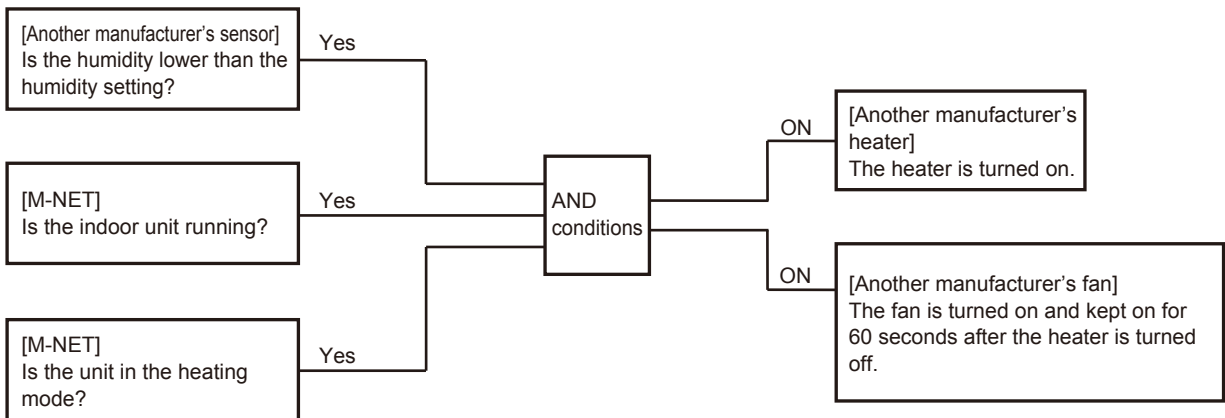 [Another manufacturer’s sensor]
Is the humidity lower than the
humidity setting?
Yes
[M-NET]
Is the indoor unit running?
Yes
[M-NET]
Is the unit in the heating
mode?
Yes
AND
conditions
ON
[Another manufacturer’s
heater]
The heater is turned on.
ON
[Another manufacturer’s fan]
The fan is turned on and kept on for
60 seconds after the heater is turned
off.